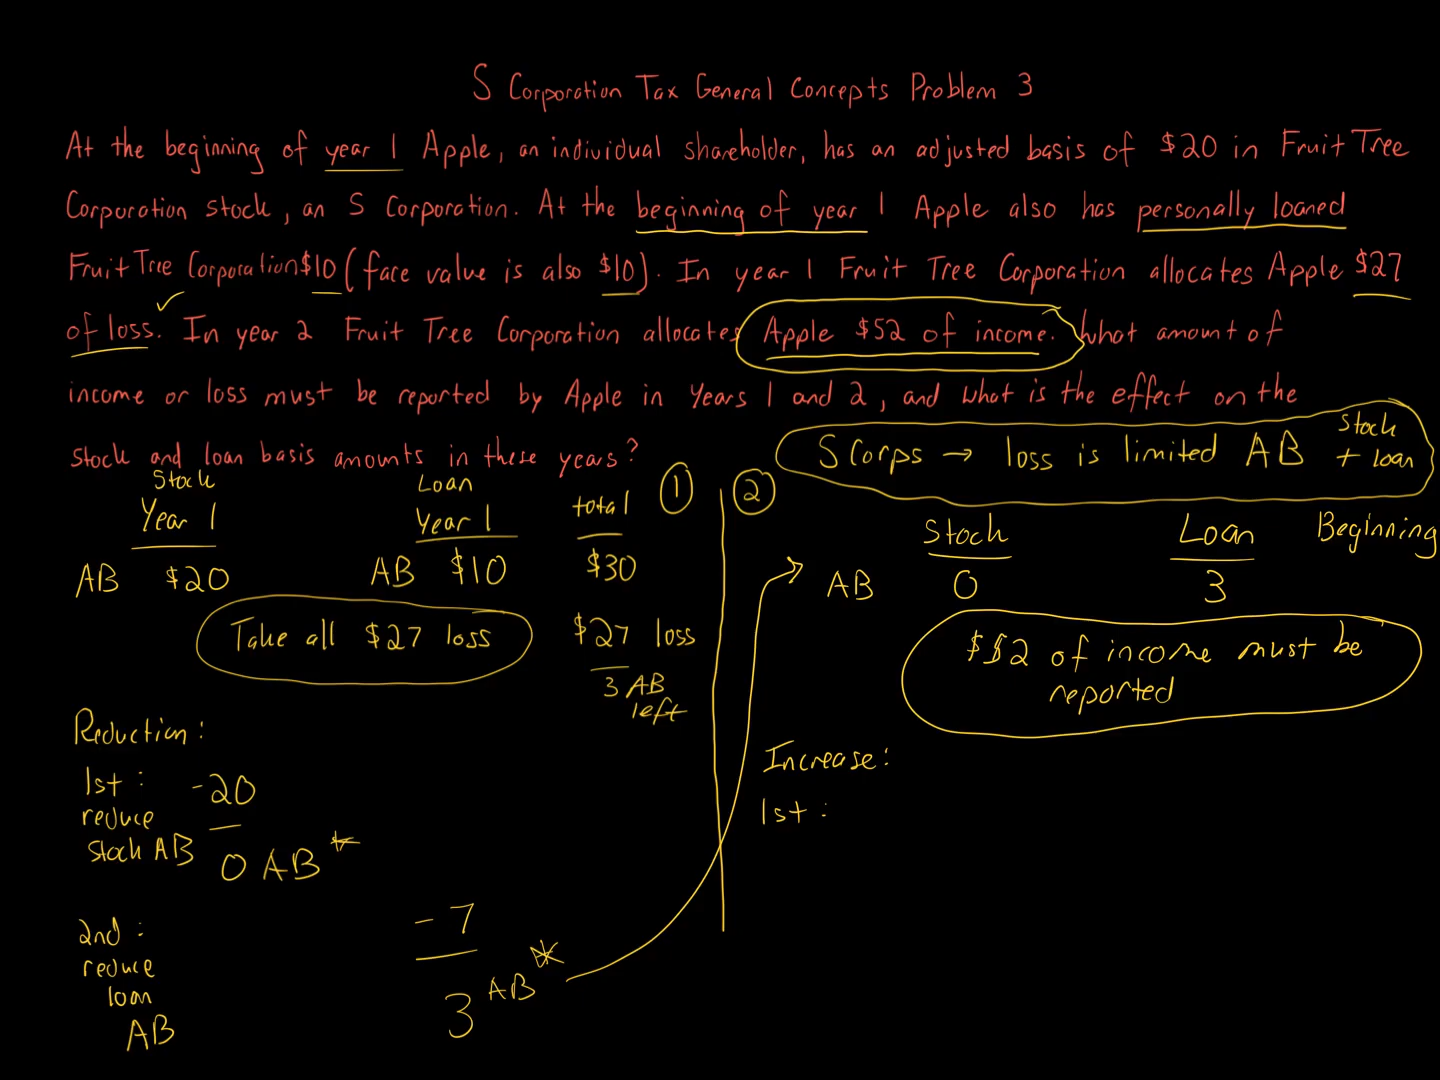 S Corporation Tax General Concepts Problem 3
At the beginning of year 1 Apple, an individual shareholder, has an adjusted basis of $20 in Fruit Tree
Corporation stock, an S Corporation. At the beginning of year 1 Apple also has personally loaned
Fruit Tree Corporation $10 (face value is also $10). In year 1 Fruit Tree Corporation allocates Apple $27
of loss. In year 2 Fruit Tree Corporation allocates Apple $52 of income. What amount of
income or loss must be reported by Apple in Years 1 and 2, and what is the effect on the
stock and loan basis amounts in these years?
S Corps → loss is limited AB stock + loan
Stock
Year 1
AB $20
Loan
Year 1
AB $10
total
$30
1
Take all $27 loss
$27 loss
3 AB
left
Reduction:
1st: -20
reduce
stock AB
0 AB *
2nd: -7
reduce
loan
AB
3 AB *
2
Stock Loan Beginning
AB 0 3
$52 of income must be
reported
Increase:
1st: